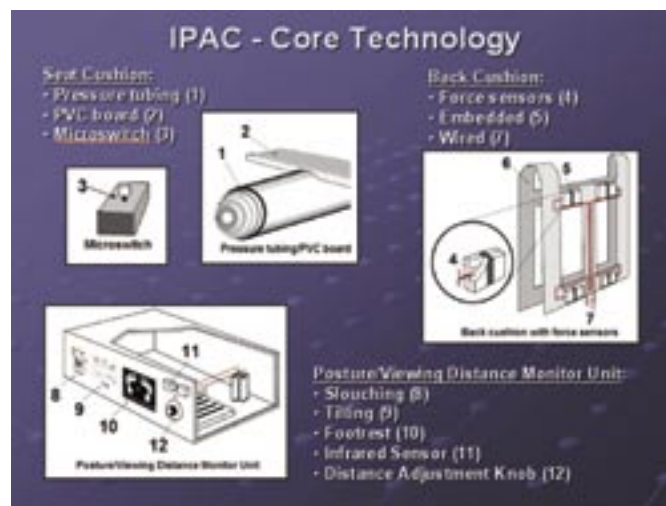 IPAC - Core Technology
Seat Cushion:
- Pressure tubing (1)
- PVC board (2)
- Microswitch (3)
Back Cushion:
- Force sensors (4)
- Embedded (5)
- Wired (7)
3
Microswitch
2
1
Pressure tubing/PVC board
6
5
4
7
Back cushion with force sensors
11
8
9
10
12
Posture/Viewing Distance Monitor Unit
Posture/Viewing Distance Monitor Unit:
- Slouching (8)
- Tilting (9)
- Footrest (10)
- Infrared Sensor (11)
- Distance Adjustment Knob (12)